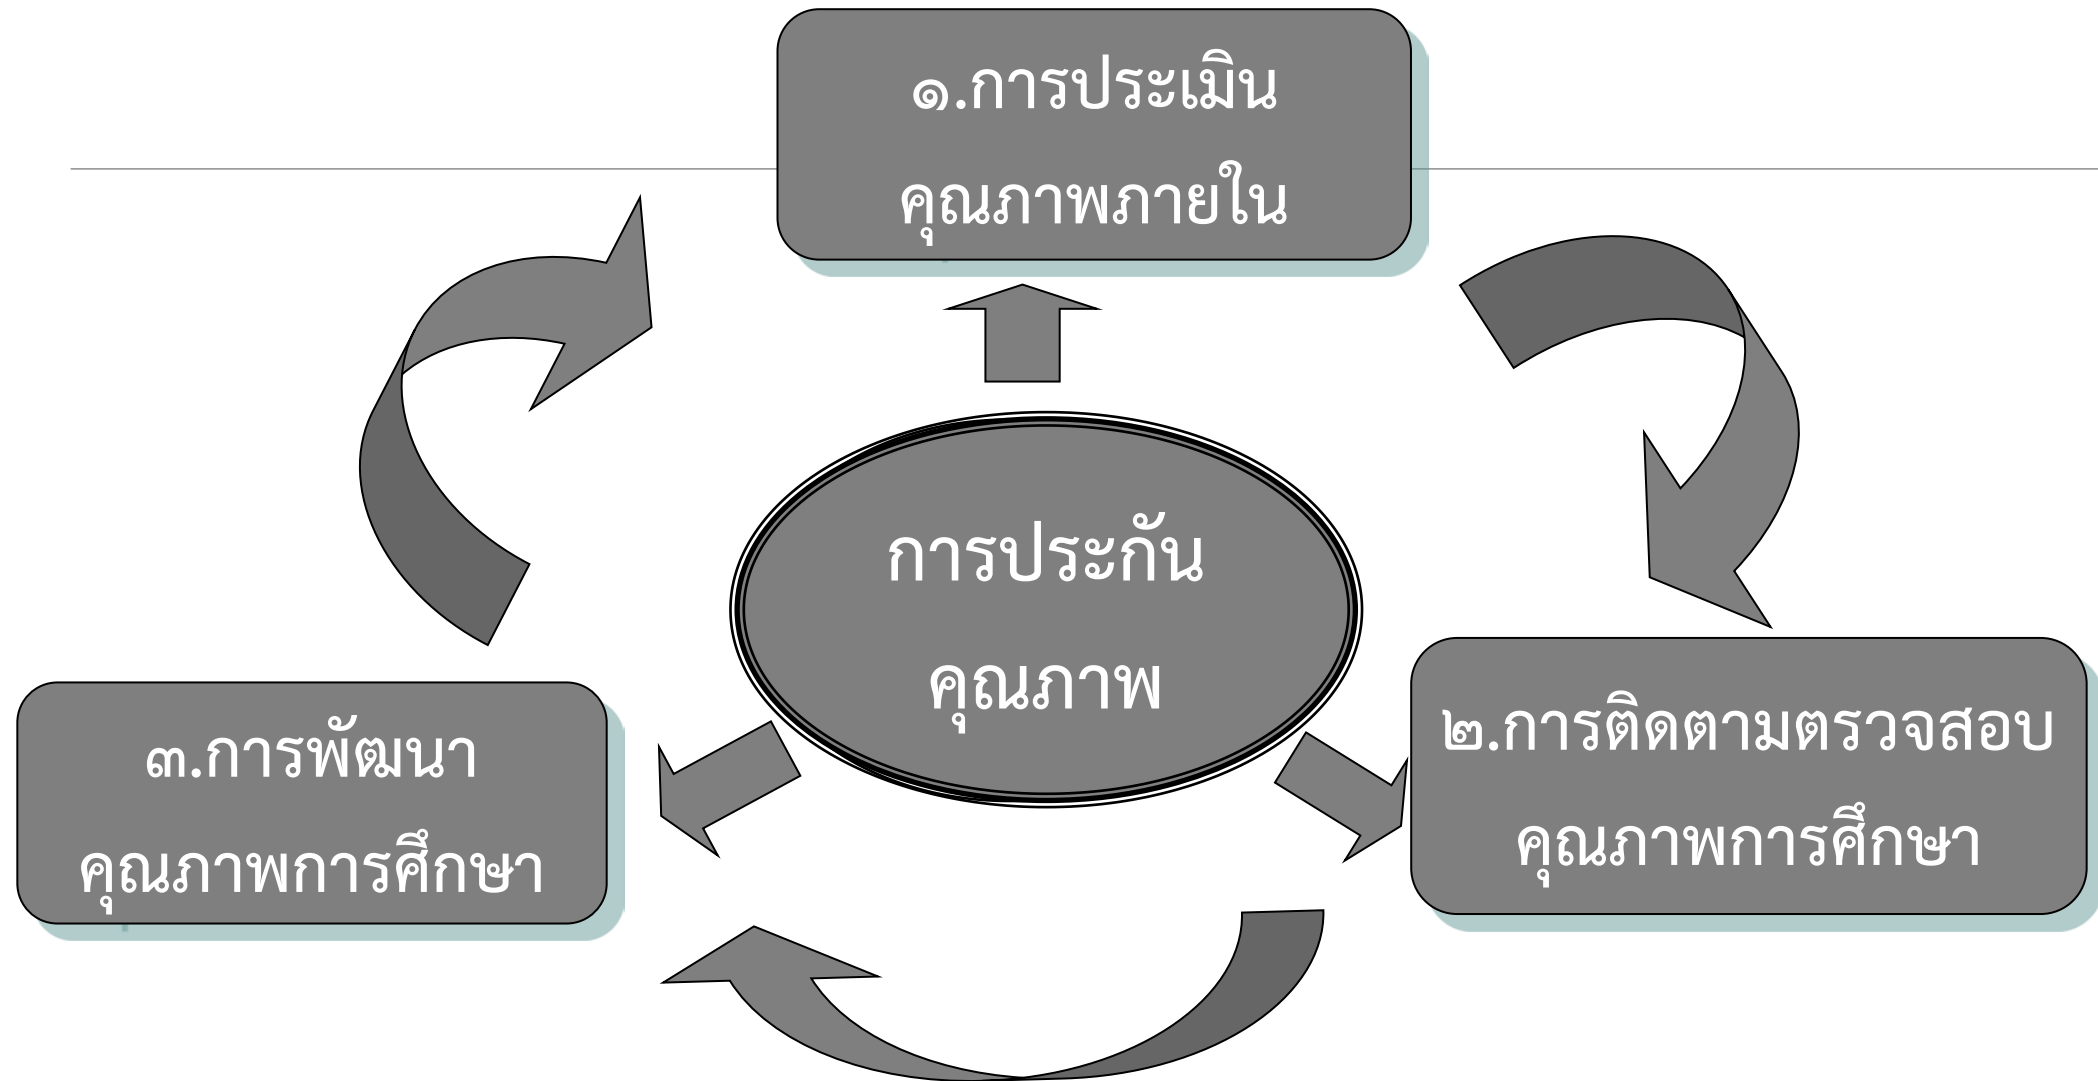 ๑.การประเมิน
คุณภาพภายใน
การประกัน
คุณภาพ
๒.การติดตามตรวจสอบ
คุณภาพการศึกษา
๓.การพัฒนา
คุณภาพการศึกษา